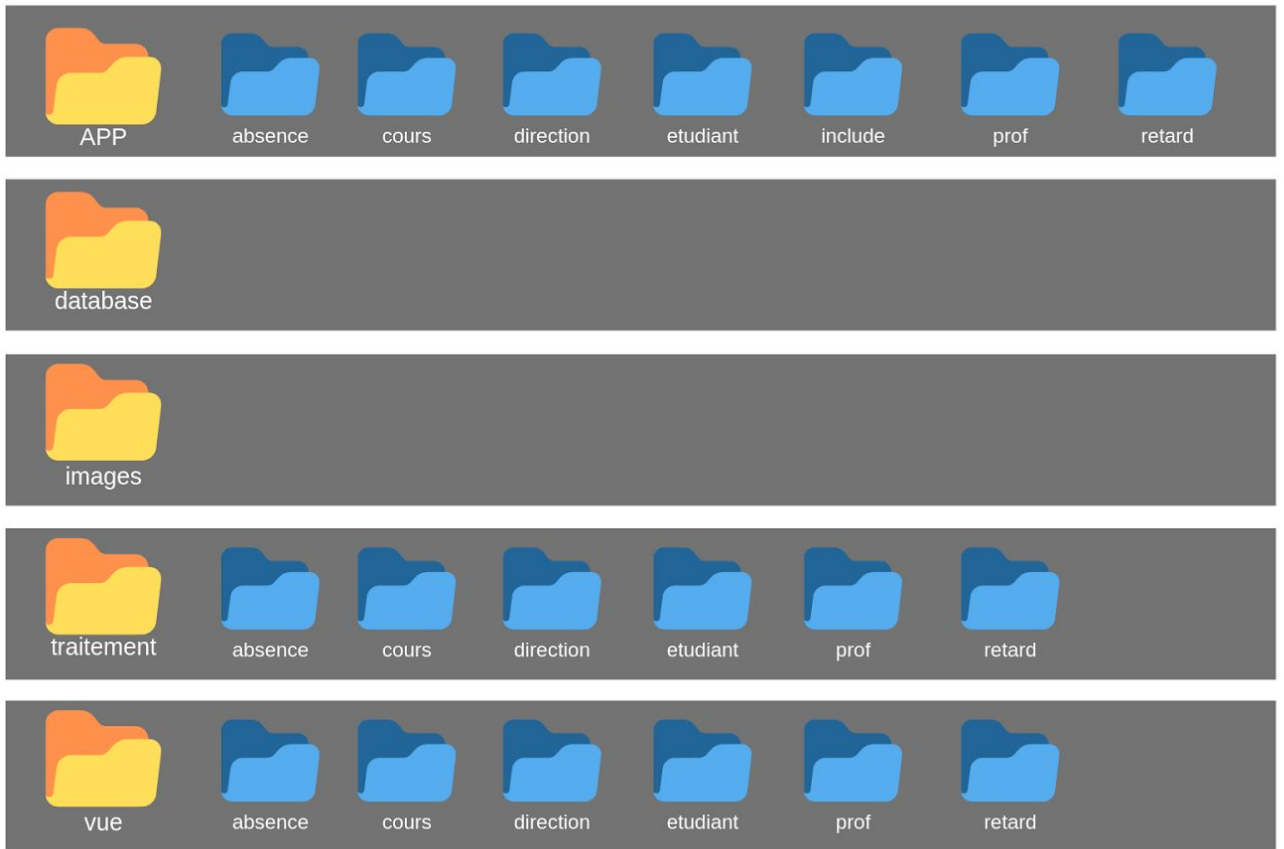 APP
absence cours direction etudiant include prof retard
database
images
traitement
absence cours direction etudiant prof retard
vue
absence cours direction etudiant prof retard